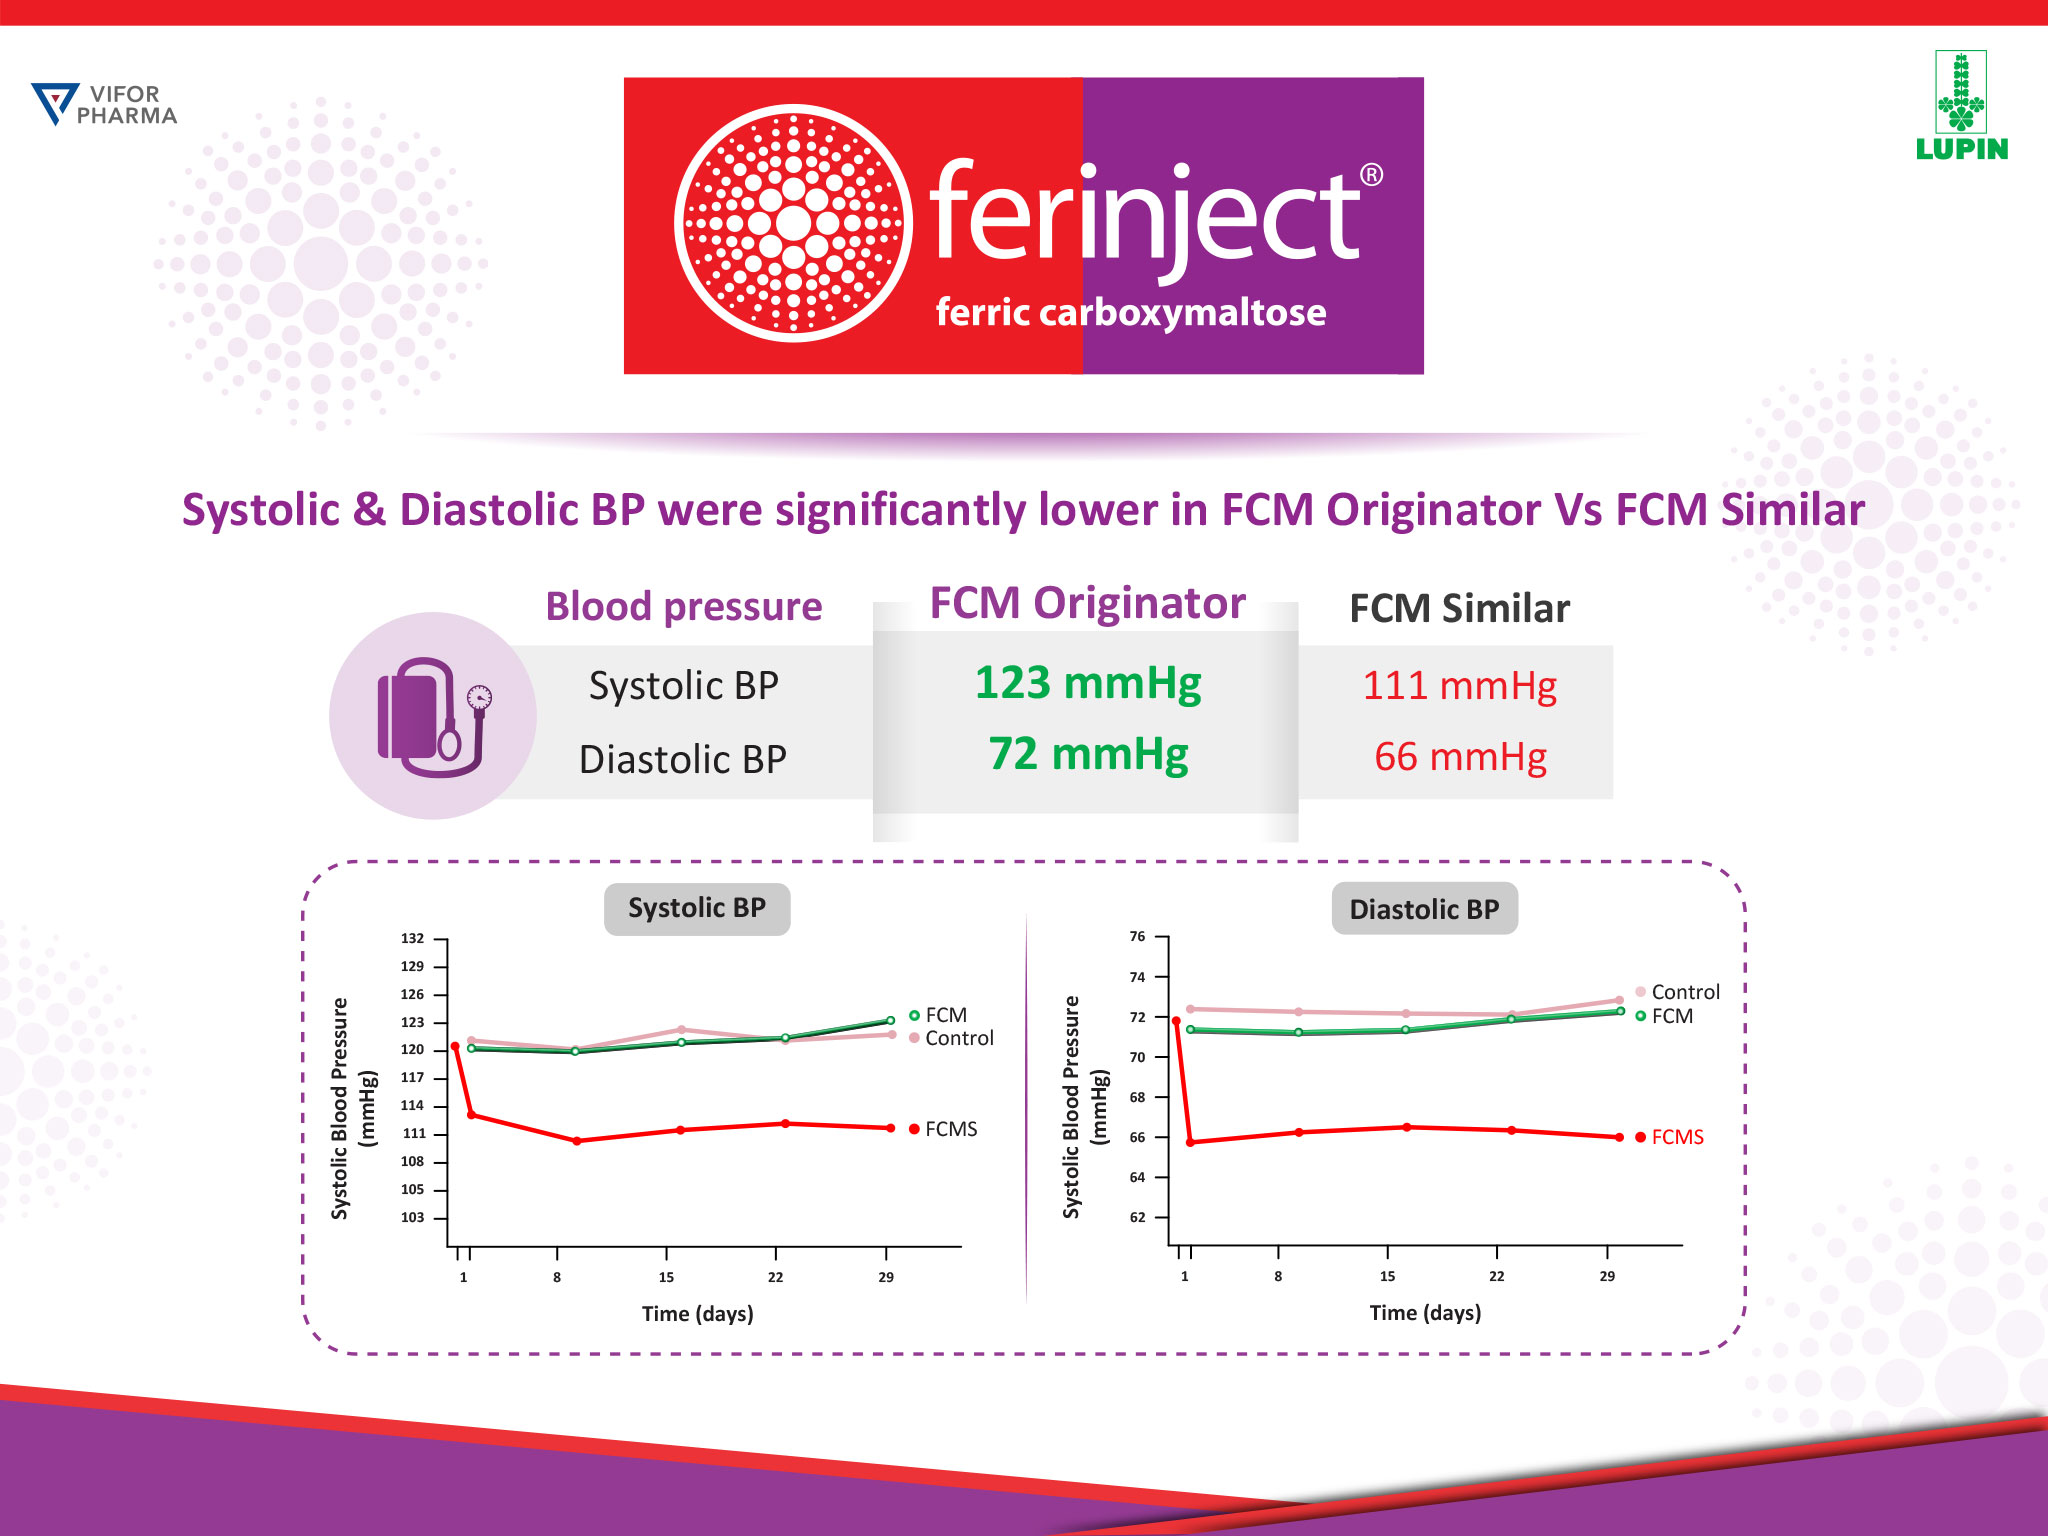 VIFOR
PHARMA
LUPIN
ferinject®
ferric carboxymaltose
Systolic & Diastolic BP were significantly lower in FCM Originator Vs FCM Similar
Blood pressure FCM Originator FCM Similar
Systolic BP 123 mmHg 111 mmHg
Diastolic BP 72 mmHg 66 mmHg
Systolic BP
Systolic Blood Pressure
(mmHg)
132
129
126
123
120
117
114
111
108
105
103
FCM
Control
FCMS
1 8 15 22 29
Time (days)
Diastolic BP
Systolic Blood Pressure
(mmHg)
76
74
72
70
68
66
64
62
Control
FCM
FCMS
1 8 15 22 29
Time (days)